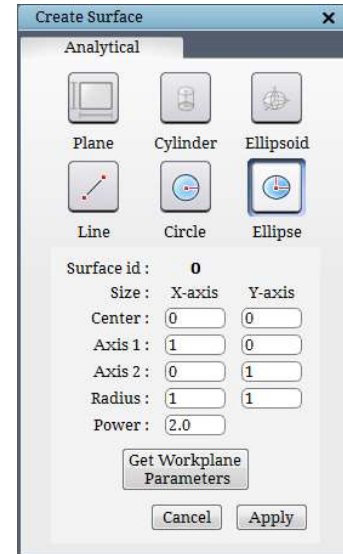 Create Surface ×
Analytical
Plane Cylinder Ellipsoid
Line Circle Ellipse
Surface id : 0
Size : X-axis Y-axis
Center : 0 0
Axis 1 : 1 0
Axis 2 : 0 1
Radius : 1 1
Power : 2.0
Get Workplane
Parameters
Cancel Apply